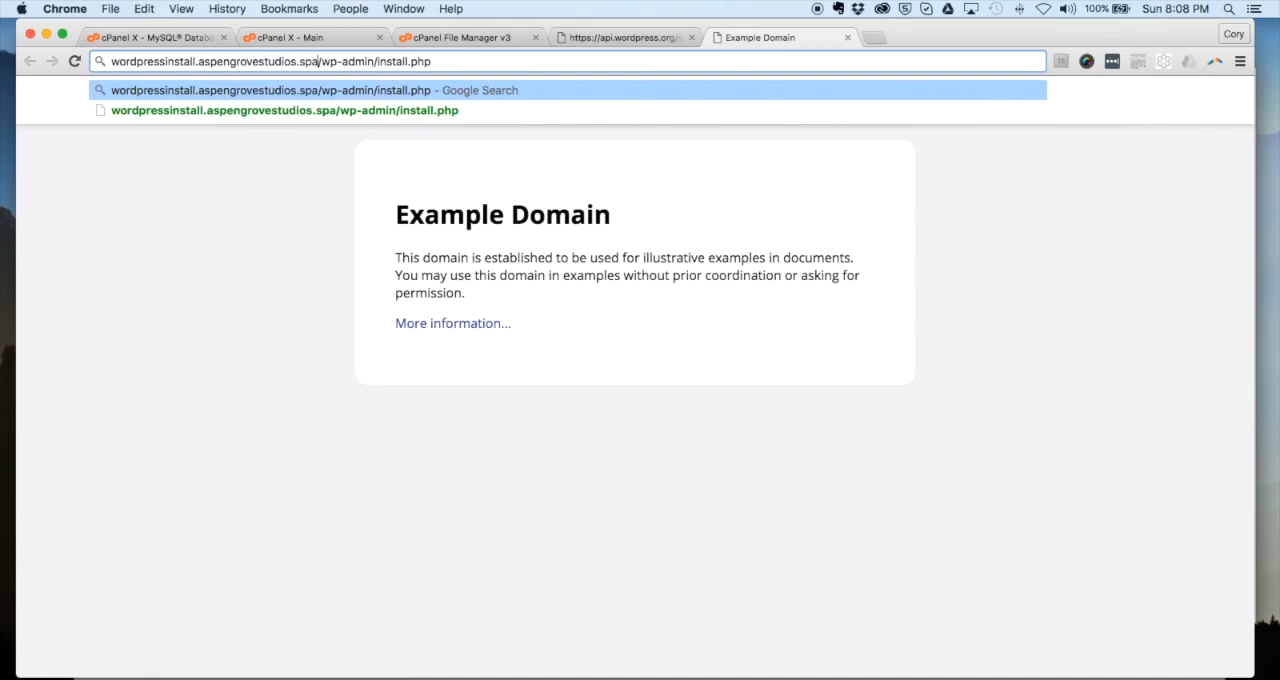 Chrome File Edit View History Bookmarks People Window Help 100% Sun 8:08 PM
cPanel X - MySQL® Databa cPanel X - Main cPanel File Manager v3 https://api.wordpress.org/s Example Domain Cory
wordpressinstall.aspengrovestudios.spa/wp-admin/install.php
wordpressinstall.aspengrovestudios.spa/wp-admin/install.php - Google Search
wordpressinstall.aspengrovestudios.spa/wp-admin/install.php
Example Domain
This domain is established to be used for illustrative examples in documents.
You may use this domain in examples without prior coordination or asking for
permission.
More information...